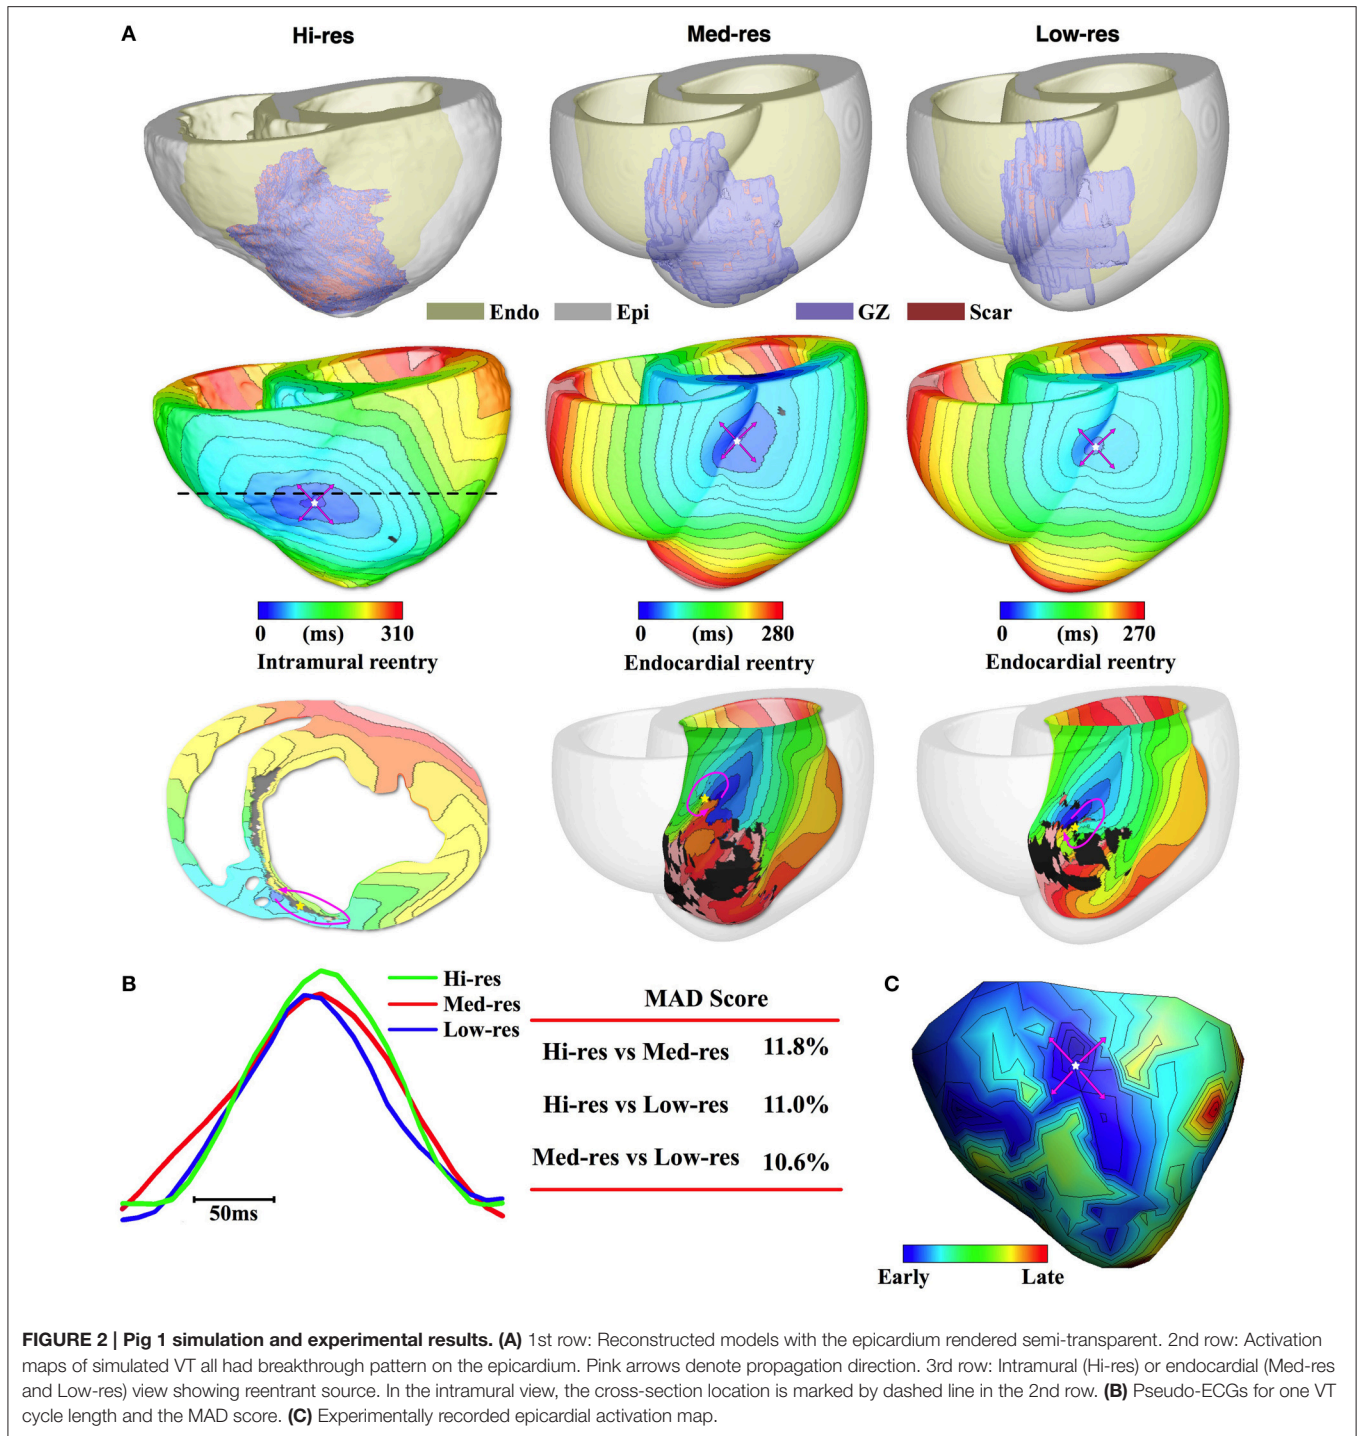 A
Hi-res Med-res Low-res
Endo Epi GZ Scar
0 (ms) 310 0 (ms) 280 0 (ms) 270
Intramural reentry Endocardial reentry Endocardial reentry
B
Hi-res
Med-res
Low-res
50ms
MAD Score
Hi-res vs Med-res 11.8%
Hi-res vs Low-res 11.0%
Med-res vs Low-res 10.6%
C
Early Late
FIGURE 2 | Pig 1 simulation and experimental results. (A) 1st row: Reconstructed models with the epicardium rendered semi-transparent. 2nd row: Activation
maps of simulated VT all had breakthrough pattern on the epicardium. Pink arrows denote propagation direction. 3rd row: Intramural (Hi-res) or endocardial (Med-res
and Low-res) view showing reentrant source. In the intramural view, the cross-section location is marked by dashed line in the 2nd row. (B) Pseudo-ECGs for one VT
cycle length and the MAD score. (C) Experimentally recorded epicardial activation map.